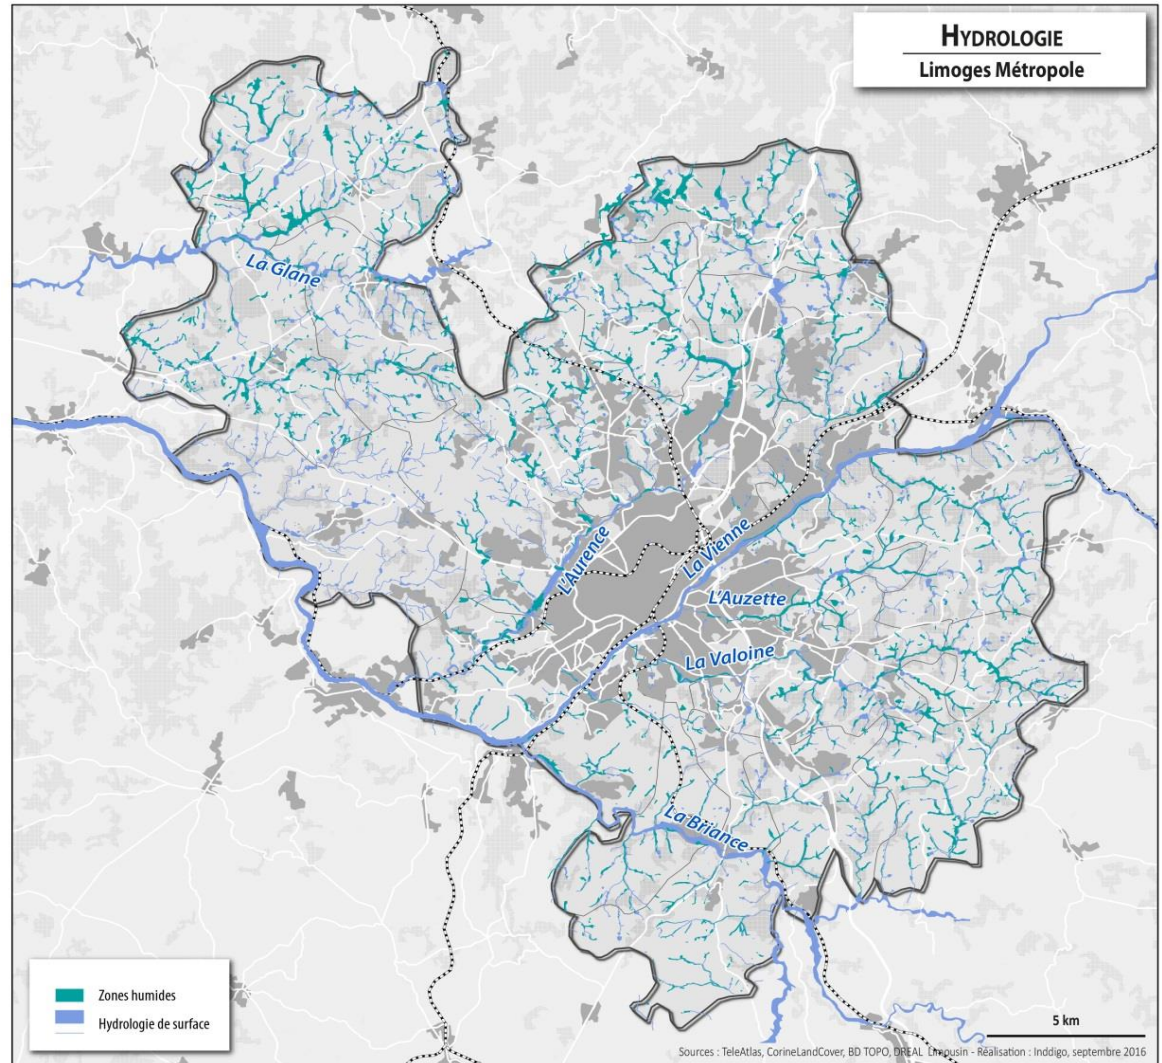 HYDROLOGIE
Limoges Métropole
La Glane
L'Aurence
La Vienne
L'Auzette
La Valoine
La Briance
Zones humides
Hydrologie de surface
5 km
Sources : TeleAtlas, CorineLandCover, BD TOPO, DREAL Limousin - Réalisation : Inddigo, septembre 2016